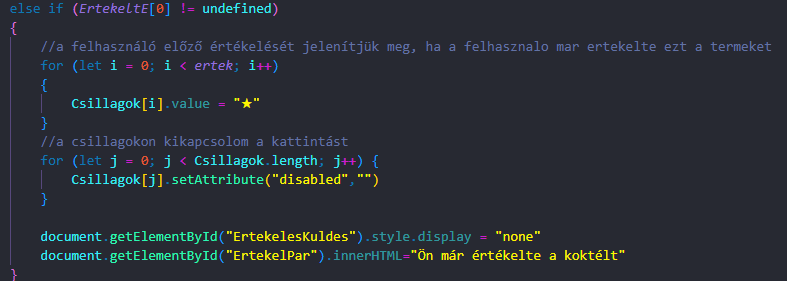 else if (ErtekeltE[0] != undefined)
{
//a felhasználó előző értékelését jelenítjük meg, ha a felhasznalo mar ertekelte ezt a termeket
for (let i = 0; i < ertek; i++)
{
Csillagok[i].value = "★"
}
//a csillagokon kikapcsolom a kattintást
for (let j = 0; j < Csillagok.length; j++) {
Csillagok[j].setAttribute("disabled","")
}
document.getElementById("ErtekelesKuldes").style.display = "none"
document.getElementById("ErtekelPar").innerHTML="Ön már értékelte a koktélt"
}